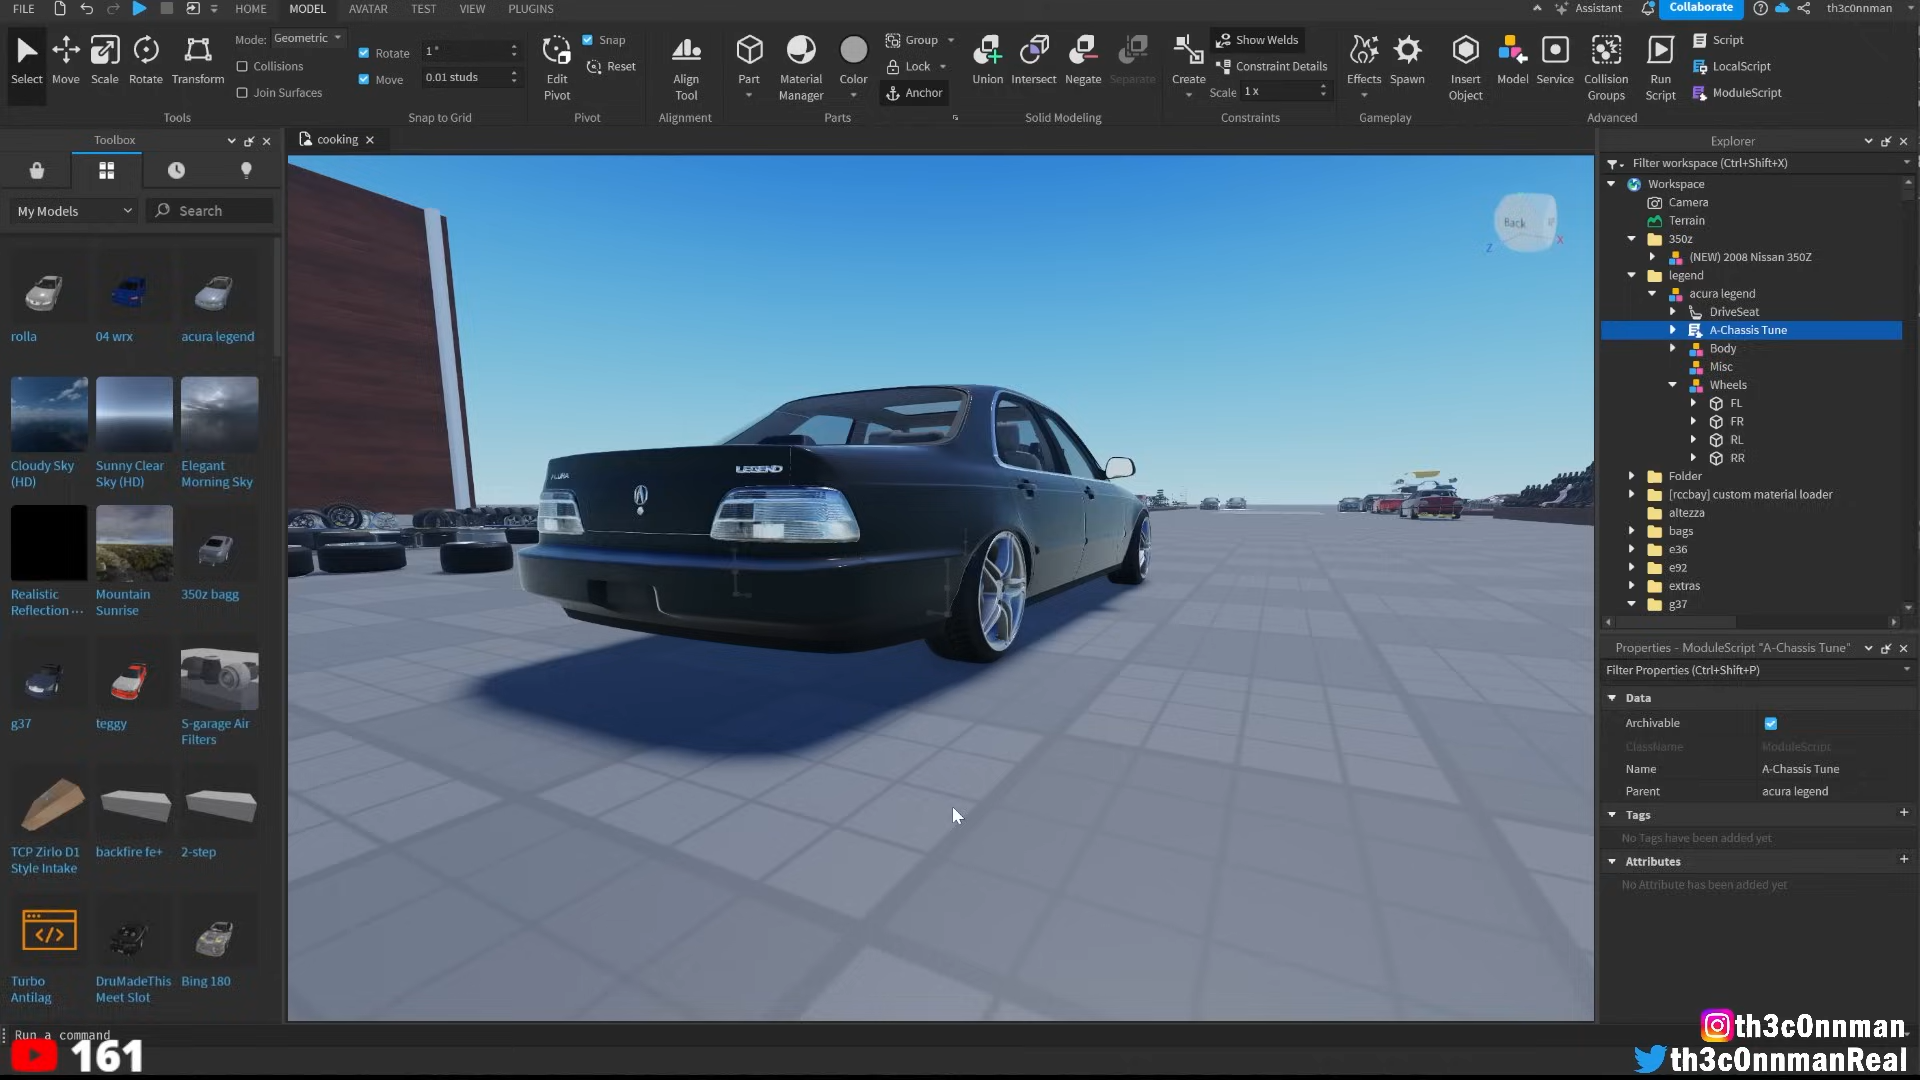 FILE
HOME
MODEL
AVATAR
TEST
VIEW
PLUGINS
Assistant
Collaborate
th3c0nnman
Select
Move
Scale
Rotate
Transform
Mode:
Geometric
Collisions
Join Surfaces
Tools
Rotate
1 °
Move
0.01 studs
Snap to Grid
Edit
Pivot
Snap
Reset
Pivot
Align
Tool
Alignment
Part
Material
Manager
Color
Group
Lock
Anchor
Parts
Union
Intersect
Negate
Separate
Solid Modeling
Create
Show Welds
Constraint Details
Scale
1 x
Constraints
Effects
Spawn
Gameplay
Insert
Object
Model
Service
Collision
Groups
Run
Script
Script
LocalScript
ModuleScript
Advanced
Toolbox
My Models
Search
rolla
04 wrx
acura legend
Cloudy Sky
(HD)
Sunny Clear
Sky (HD)
Elegant
Morning Sky
Realistic
Reflection ...
Mountain
Sunrise
350z bagg
g37
teggy
S-garage Air
Filters
TCP Zirlo D1
Style Intake
backfire fe+
2-step
Turbo
Antilag
DruMadeThis
Meet Slot
Bing 180
cooking
Back
Z
X
LEGEND
Explorer
Filter workspace (Ctrl+Shift+X)
Workspace
Camera
Terrain
350z
(NEW) 2008 Nissan 350Z
legend
acura legend
DriveSeat
A-Chassis Tune
Body
Misc
Wheels
FL
FR
RL
RR
Folder
[rccbay] custom material loader
altezza
bags
e36
e92
extras
g37
Properties - ModuleScript "A-Chassis Tune"
Filter Properties (Ctrl+Shift+P)
Data
Archivable
ClassName
ModuleScript
Name
A-Chassis Tune
Parent
acura legend
Tags
No Tags have been added yet
Attributes
No Attribute has been added yet
Run a command
161
th3c0nnman
th3c0nnmanReal